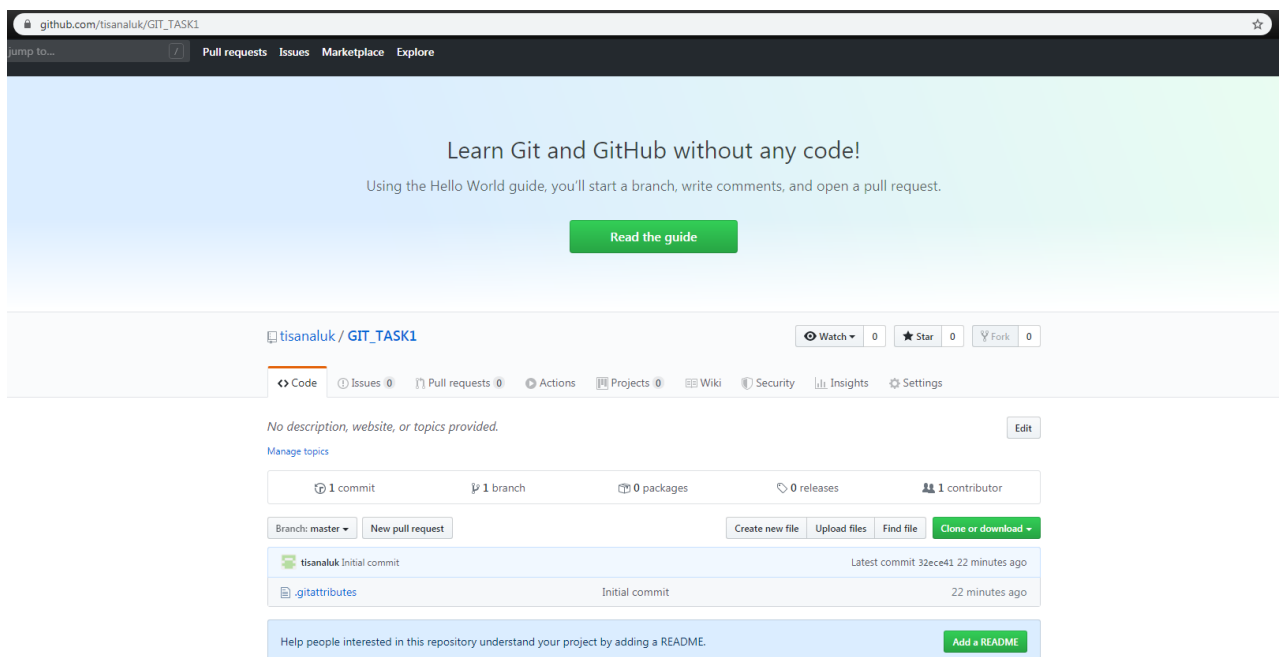 github.com/tisanaluk/GIT_TASK1
jump to... / Pull requests Issues Marketplace Explore
Learn Git and GitHub without any code!
Using the Hello World guide, you'll start a branch, write comments, and open a pull request.
Read the guide
tisanaluk / GIT_TASK1 Watch 0 Star 0 Fork 0
Code Issues 0 Pull requests 0 Actions Projects 0 Wiki Security Insights Settings
No description, website, or topics provided. Edit
Manage topics
1 commit 1 branch 0 packages 0 releases 1 contributor
Branch: master New pull request Create new file Upload files Find file Clone or download
tisanaluk Initial commit Latest commit 32ece41 22 minutes ago
.gitattributes Initial commit 22 minutes ago
Help people interested in this repository understand your project by adding a README. Add a README